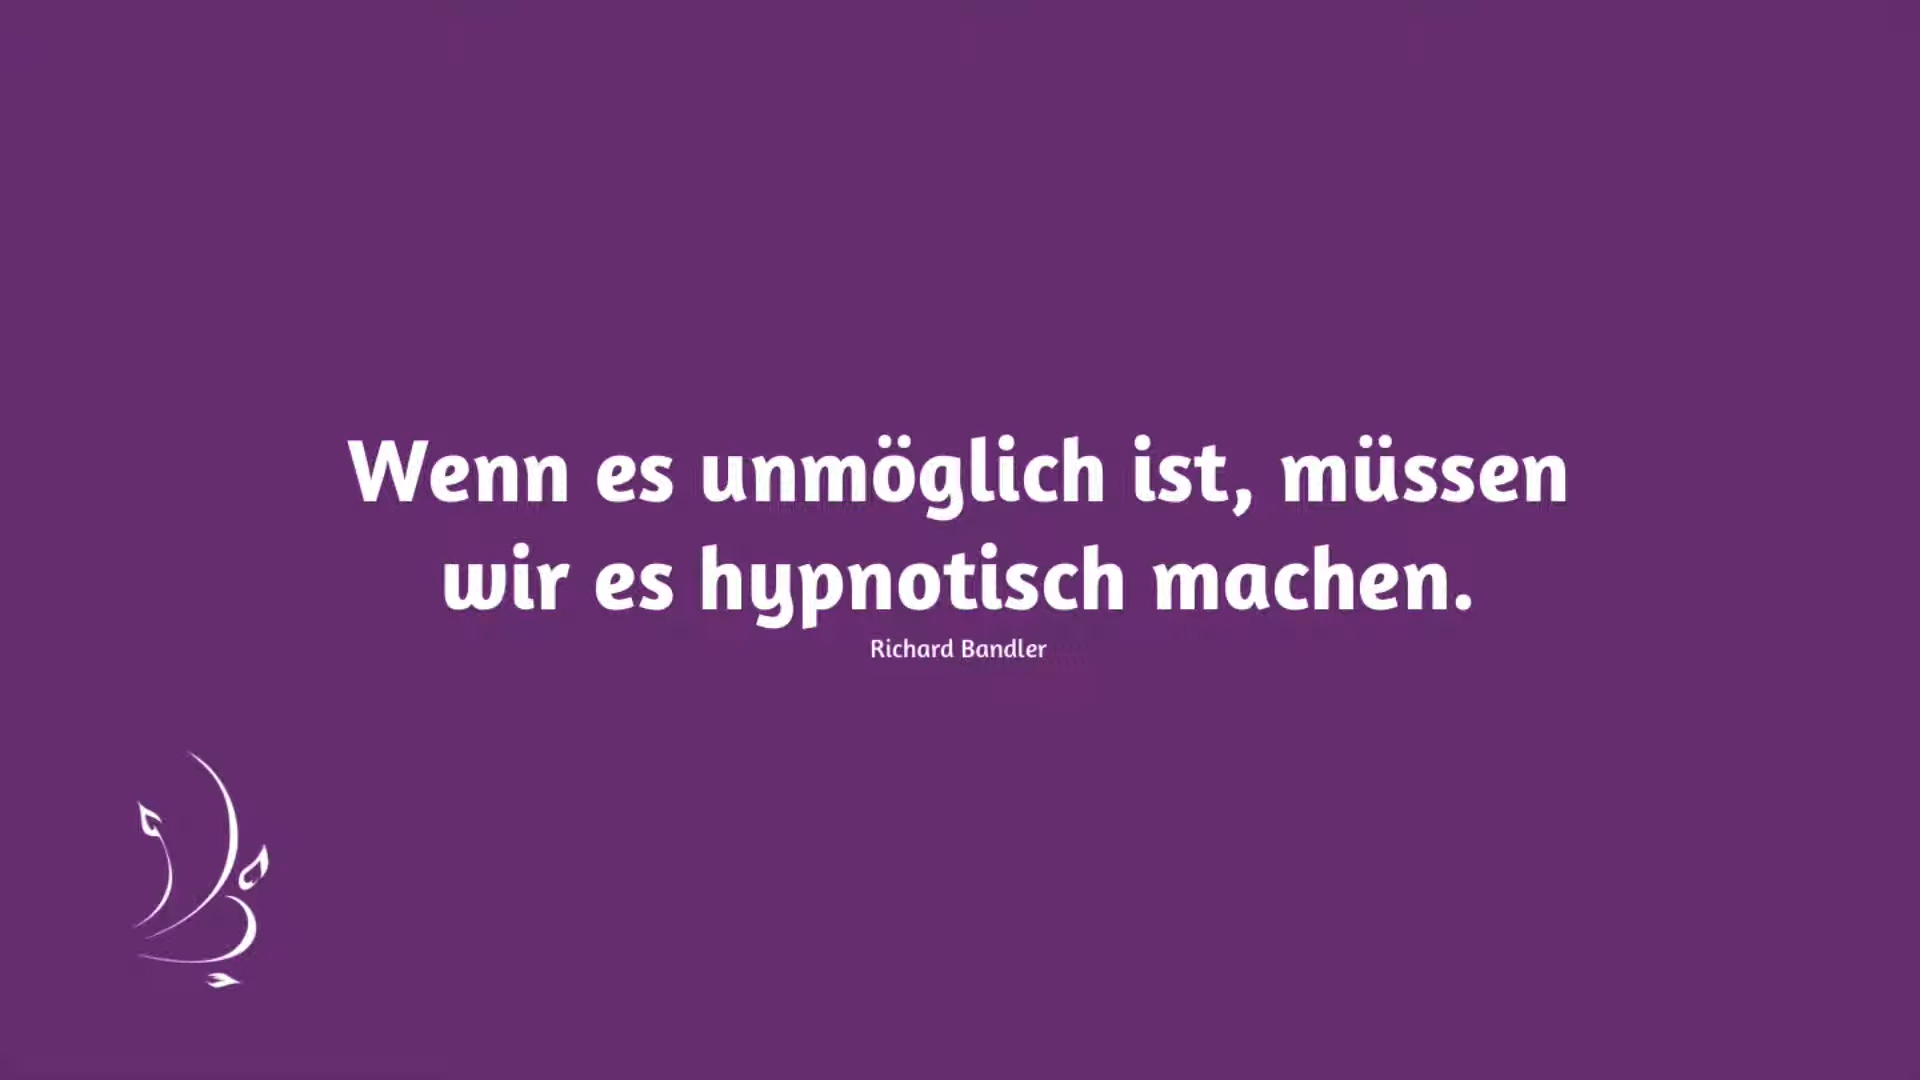 Wenn es unmöglich ist, müssen
wir es hypnotisch machen.
Richard Bandler